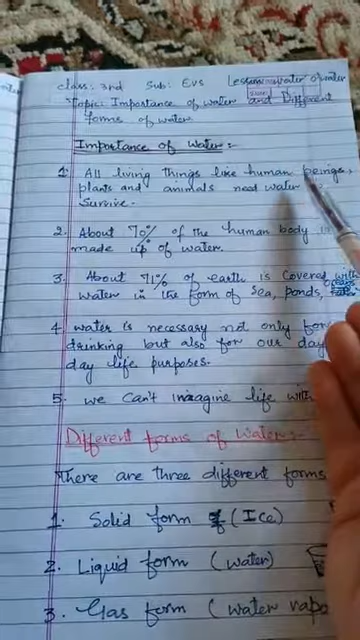 class: 3rd Sub: Evs Lesson: water
Topic: Importance of water and Different
forms of water
Importance of Water:-
1. All living things like human beings,
plants and animals need water
Survive.
2. About 70% of the human body is
made up of water.
3. About 71% of earth is Covered with
water in the form of Sea, ponds,
4. water is necessary not only for
drinking but also for our day
day life purposes.
5. we can't imagine life
Different forms of Water:-
There are three different forms
1. Solid form (Ice)
2. Liquid form (water)
3. Gas form (water